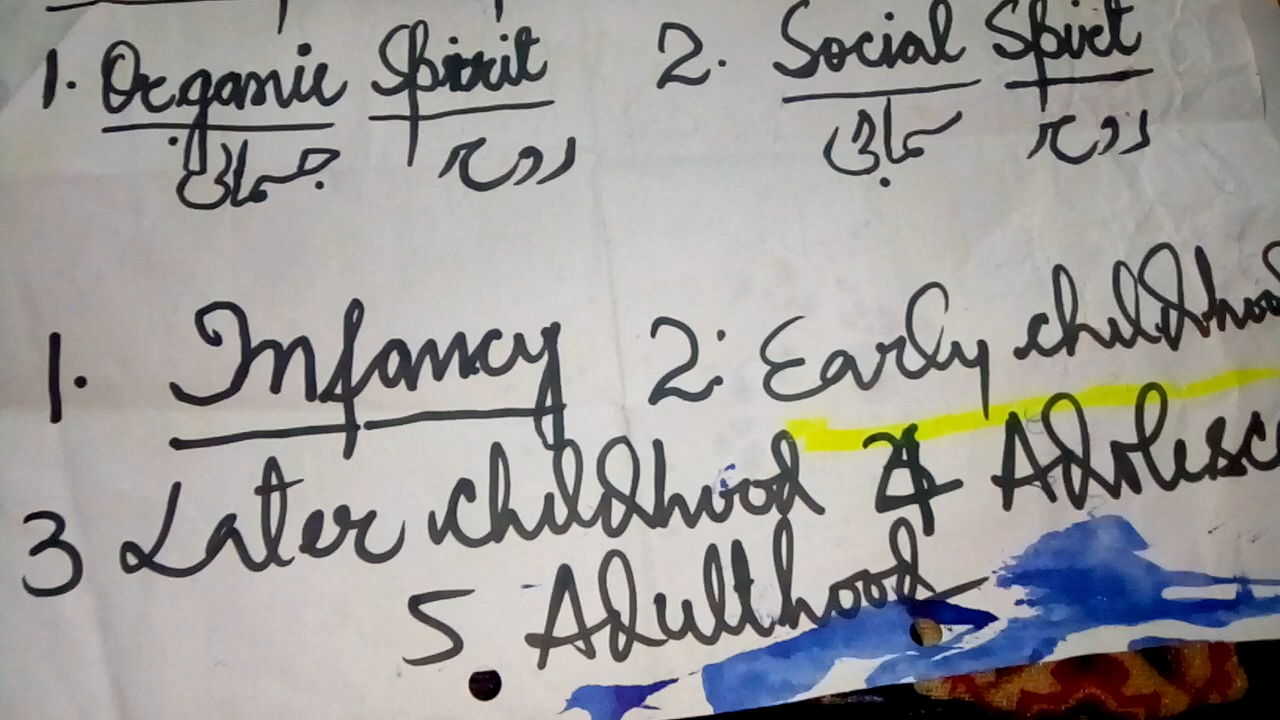 1. Organic Spirit 2. Social Spirit
جسمانی روح سماجی روح
1. Infancy 2. Early childhoo
3 Later childhood 4 Adolesc
5 Adulthood